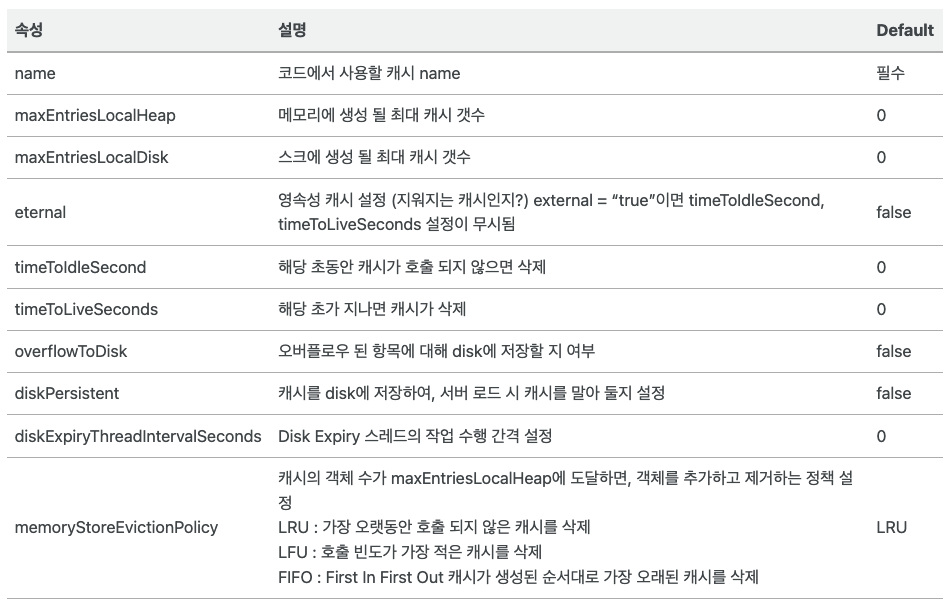 속성 설명 Default
name 코드에서 사용할 캐시 name 필수
maxEntriesLocalHeap 메모리에 생성 될 최대 캐시 갯수 0
maxEntriesLocalDisk 스크에 생성 될 최대 캐시 갯수 0
eternal 영속성 캐시 설정 (지워지는 캐시인지?) external = “true”이면 timeToIdleSecond,
timeToLiveSeconds 설정이 무시됨 false
timeToIdleSecond 해당 초동안 캐시가 호출 되지 않으면 삭제 0
timeToLiveSeconds 해당 초가 지나면 캐시가 삭제 0
overflowToDisk 오버플로우 된 항목에 대해 disk에 저장할 지 여부 false
diskPersistent 캐시를 disk에 저장하여, 서버 로드 시 캐시를 말아 둘지 설정 false
diskExpiryThreadIntervalSeconds Disk Expiry 스레드의 작업 수행 간격 설정 0
memoryStoreEvictionPolicy 캐시의 객체 수가 maxEntriesLocalHeap에 도달하면, 객체를 추가하고 제거하는 정책 설
정
LRU : 가장 오랫동안 호출 되지 않은 캐시를 삭제 LRU
LFU : 호출 빈도가 가장 적은 캐시를 삭제
FIFO : First In First Out 캐시가 생성된 순서대로 가장 오래된 캐시를 삭제